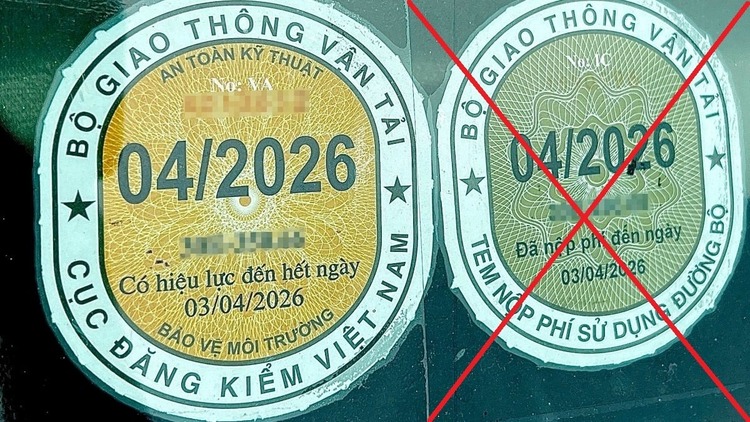 BỘ GIAO THÔNG VẬN TẢI
AN TOÀN KỸ THUẬT
No: VA
04/2026
Có hiệu lực đến hết ngày
03/04/2026
BẢO VỆ MÔI TRƯỜNG
CỤC ĐĂNG KIỂM VIỆT NAM
BỘ GIAO THÔNG VẬN TẢI
No: IC
04/2026
Đã nộp phí đến ngày
03/04/2026
TEM NỘP PHÍ SỬ DỤNG ĐƯỜNG BỘ